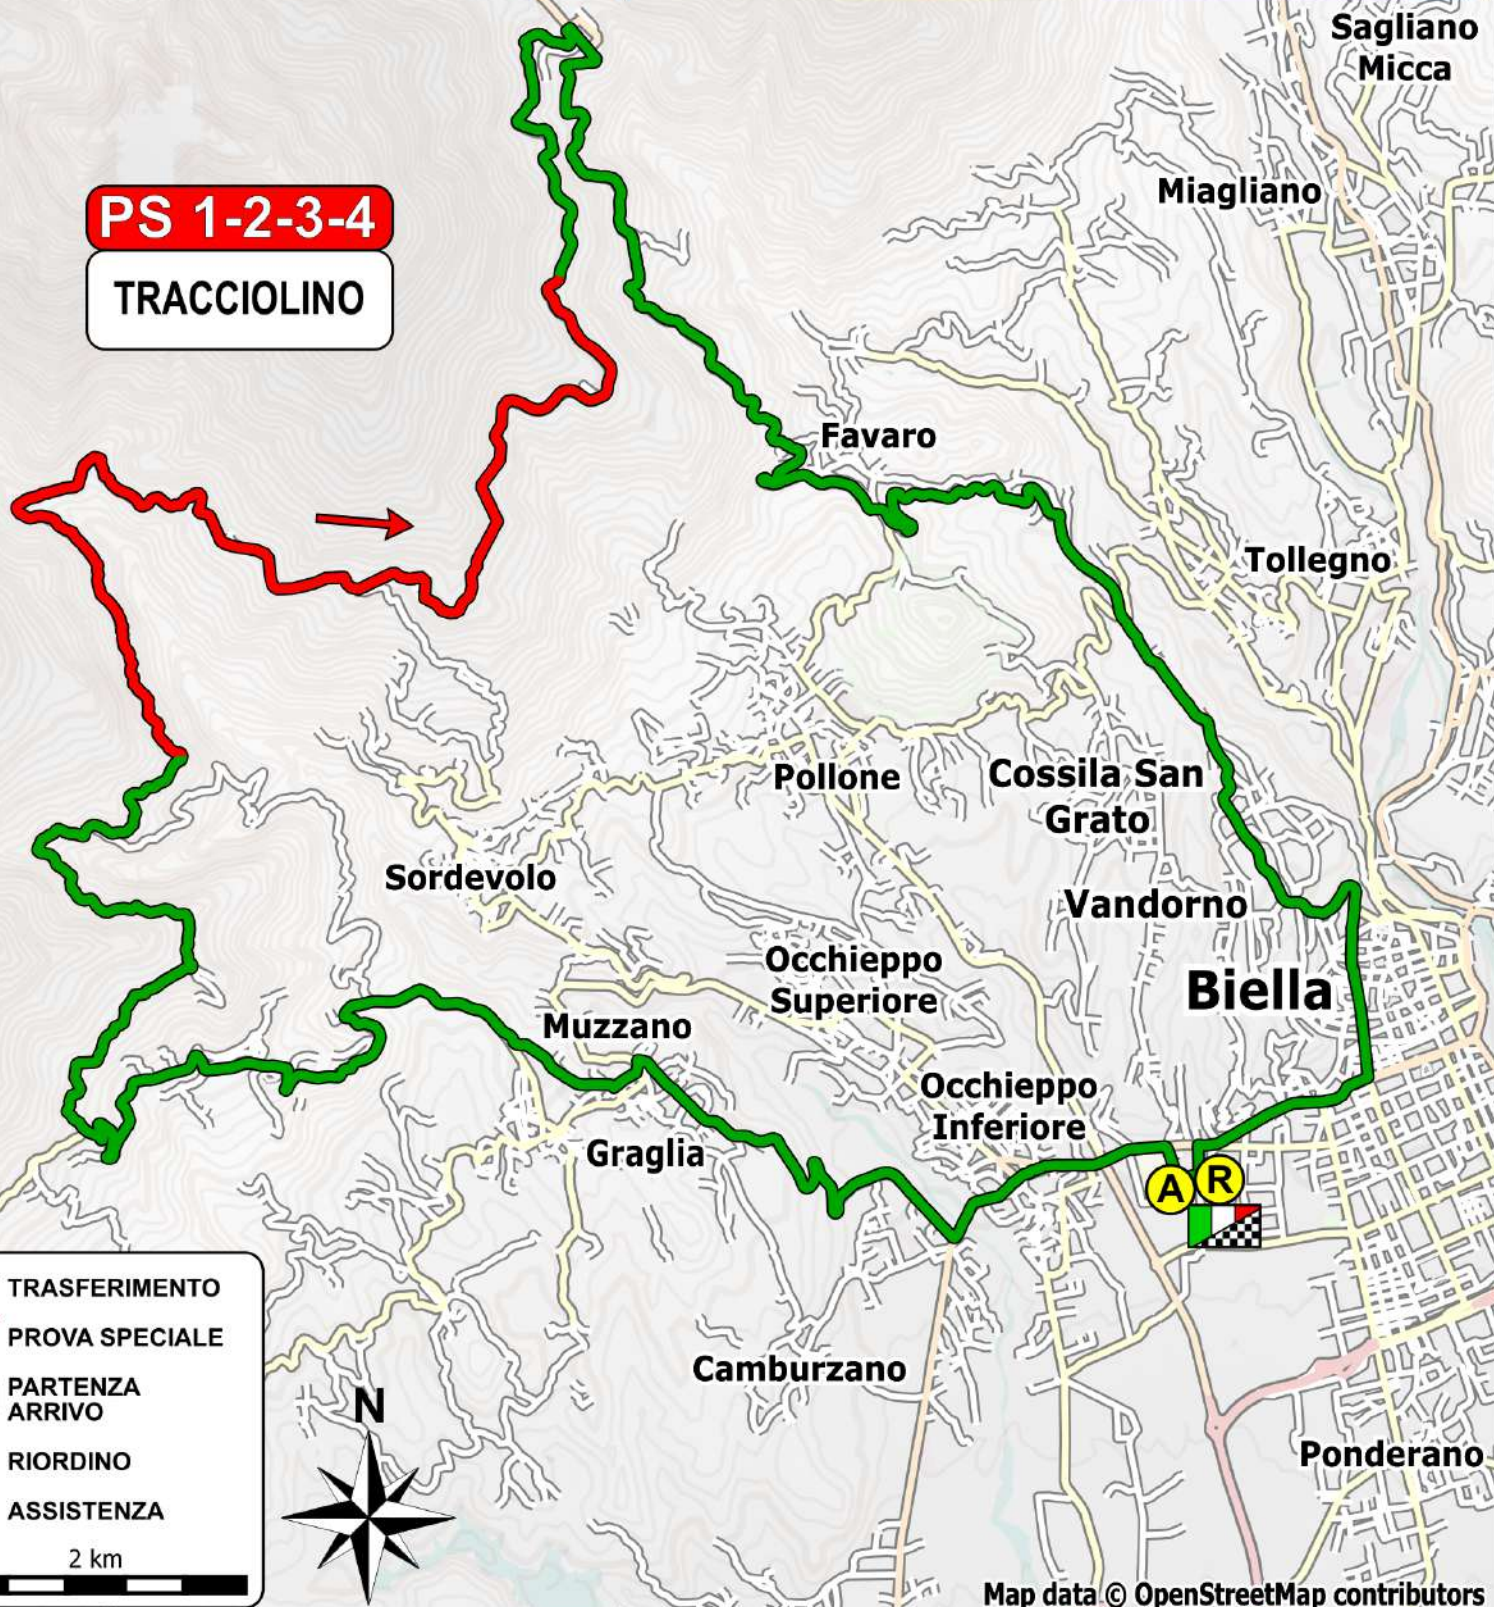 Sagliano
Micca
PS 1-2-3-4
TRACCIOLINO
Miagliano
Favaro
Tollegno
Pollone
Cossila San
Grato
Sordevolo
Vandorno
Occhieppo
Superiore
Biella
Muzzano
Occhieppo
Inferiore
Graglia
A
R
TRASFERIMENTO
PROVA SPECIALE
PARTENZA
ARRIVO
RIORDINO
ASSISTENZA
2 km
N
Camburzano
Ponderano
Map data © OpenStreetMap contributors